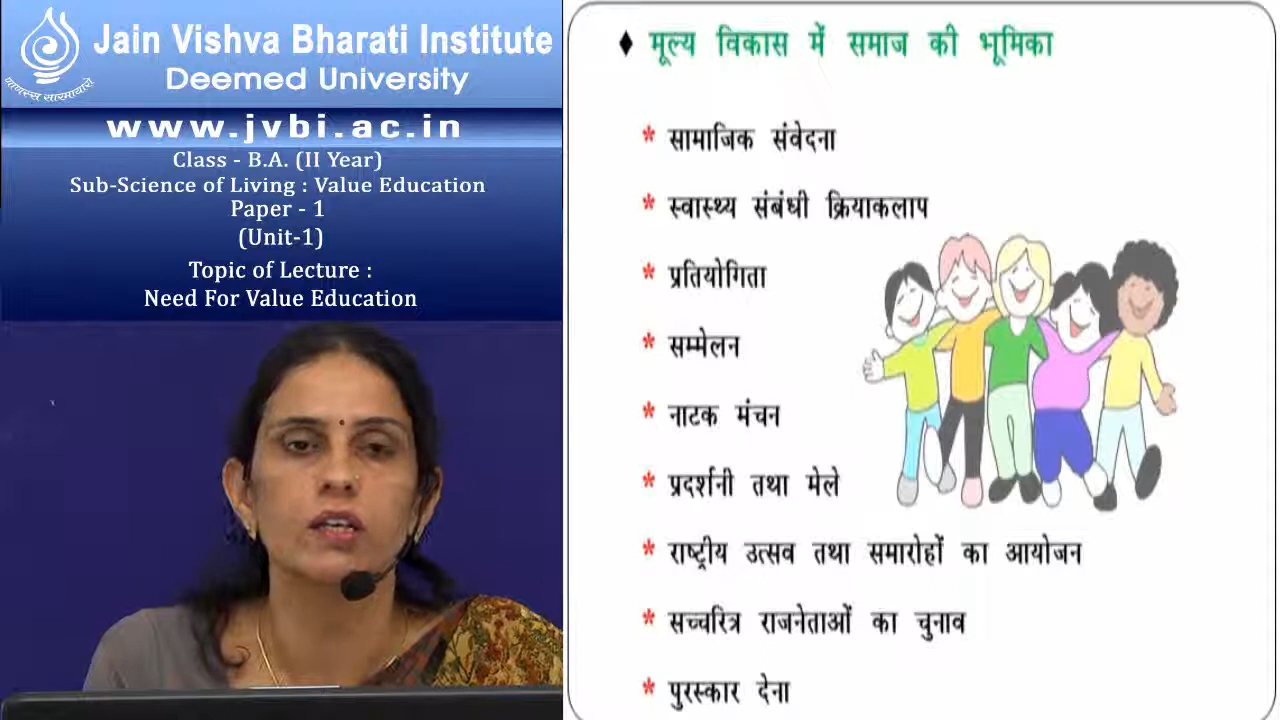 Jain Vishva Bharati Institute
Deemed University
णाणस्स सारमायारो
www.jvbi.ac.in
Class - B.A. (II Year)
Sub-Science of Living : Value Education
Paper - 1
(Unit-1)
Topic of Lecture :
Need For Value Education
♦ मूल्य विकास में समाज की भूमिका
* सामाजिक संवेदना
* स्वास्थ्य संबंधी क्रियाकलाप
* प्रतियोगिता
* सम्मेलन
* नाटक मंचन
* प्रदर्शनी तथा मेले
* राष्ट्रीय उत्सव तथा समारोहों का आयोजन
* सच्चरित्र राजनेताओं का चुनाव
* पुरस्कार देना